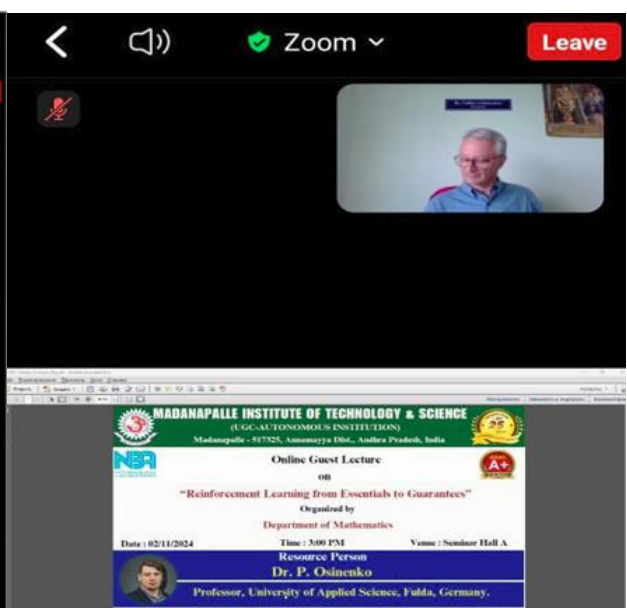 Zoom
Leave
MADANAPALLE INSTITUTE OF TECHNOLOGY & SCIENCE
(UGC-AUTONOMOUS INSTITUTION)
Madanapalle - 517325, Annamayya Dist., Andhra Pradesh, India
NBA
Online Guest Lecture
A+
on
"Reinforcement Learning from Essentials to Guarantees"
Organized by
Department of Mathematics
Date : 02/11/2024 Time : 3:00 PM Venue : Seminar Hall A
Resource Person
Dr. P. Osinenko
Professor, University of Applied Science, Fulda, Germany.